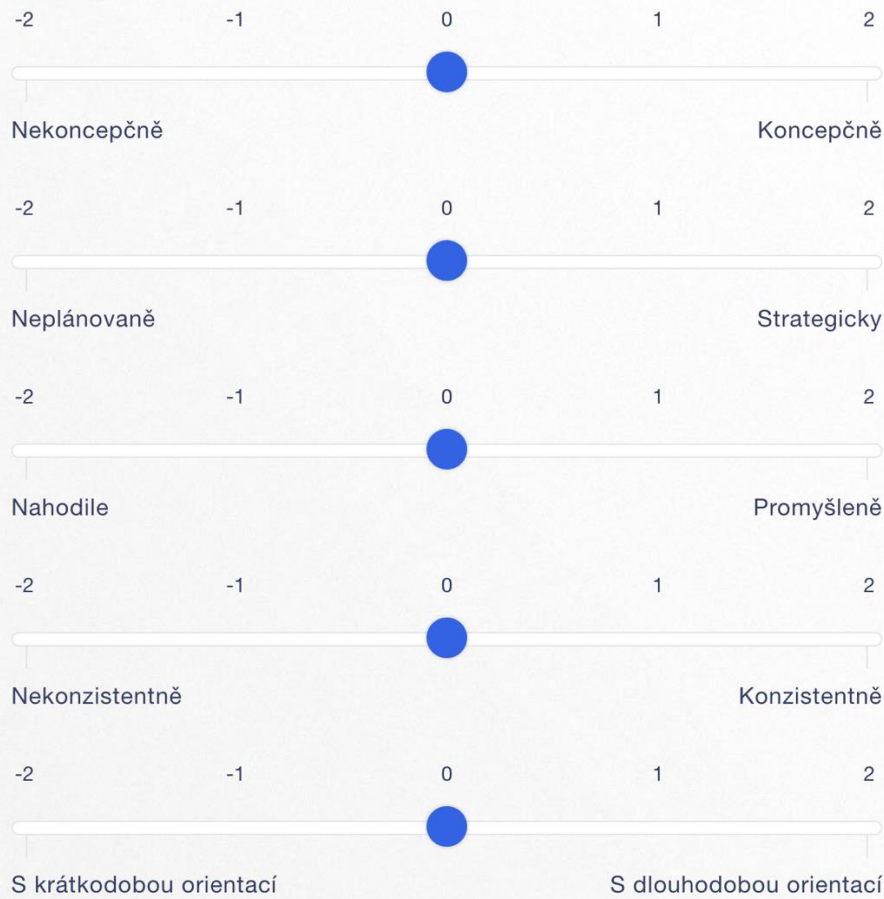 -2 -1 0 1 2
Nekoncepčně Koncepčně
-2 -1 0 1 2
Neplánovaně Strategicky
-2 -1 0 1 2
Nahodile Promyšleně
-2 -1 0 1 2
Nekonzistentně Konzistentně
-2 -1 0 1 2
S krátkodobou orientací S dlouhodobou orientací